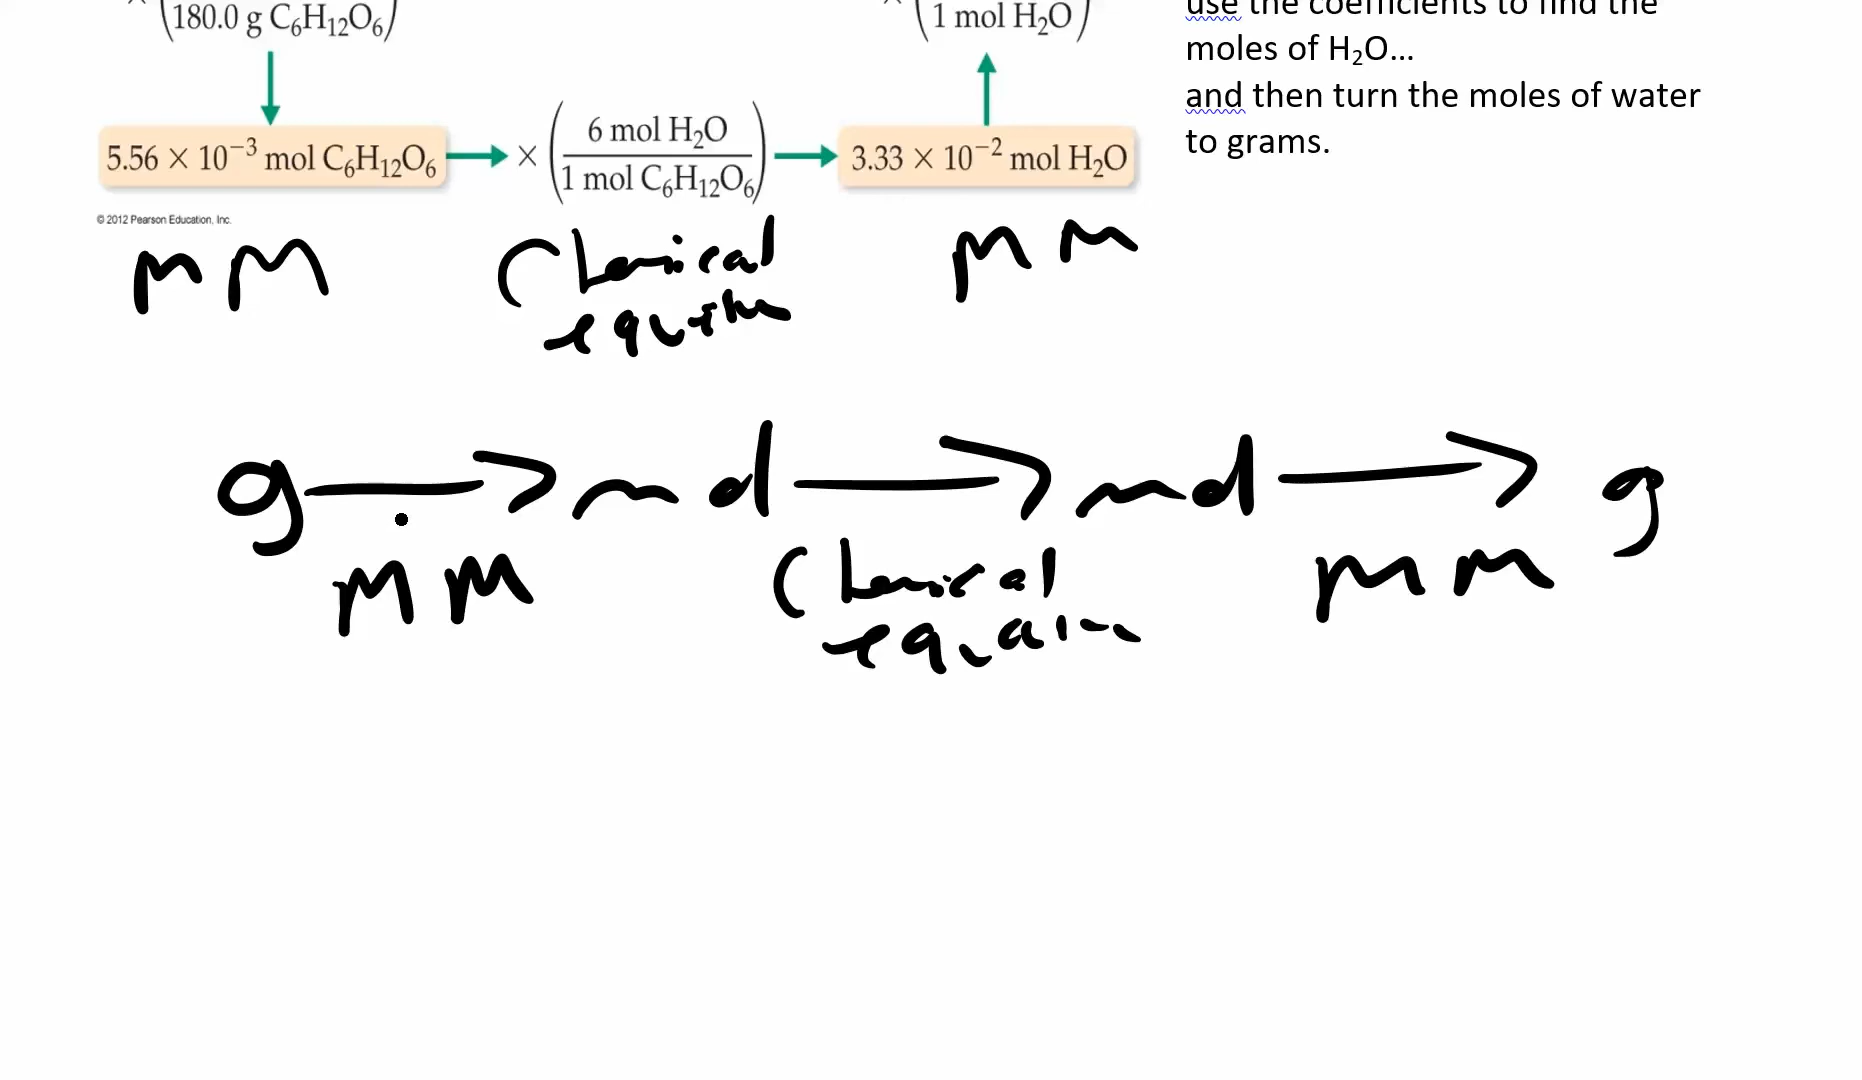 (180.0 g C₆H₁₂O₆)
1 mol H₂O)
use the coefficients to find the
moles of H₂O...
and then turn the moles of water
to grams.
5.56 × 10⁻³ mol C₆H₁₂O₆ → × (6 mol H₂O / 1 mol C₆H₁₂O₆) → 3.33 × 10⁻² mol H₂O
© 2012 Pearson Education, Inc.
MM Chemical MM
g → mol → mol → g
MM Chemical MM